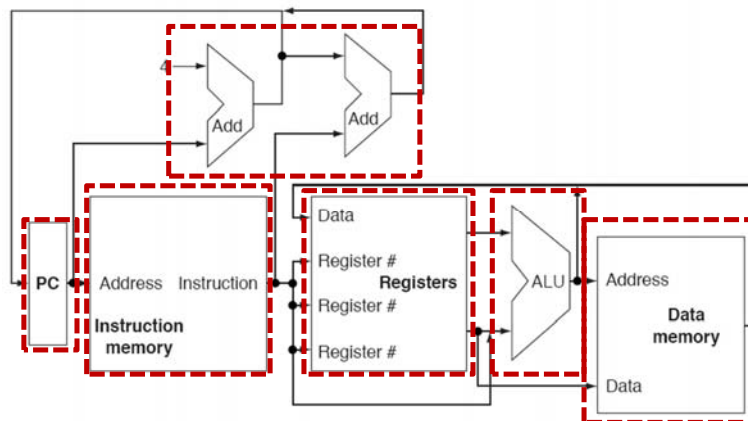 4
Add
Add
PC
Address
Instruction
Instruction
memory
Data
Register #
Register #
Register #
Registers
ALU
Address
Data
memory
Data